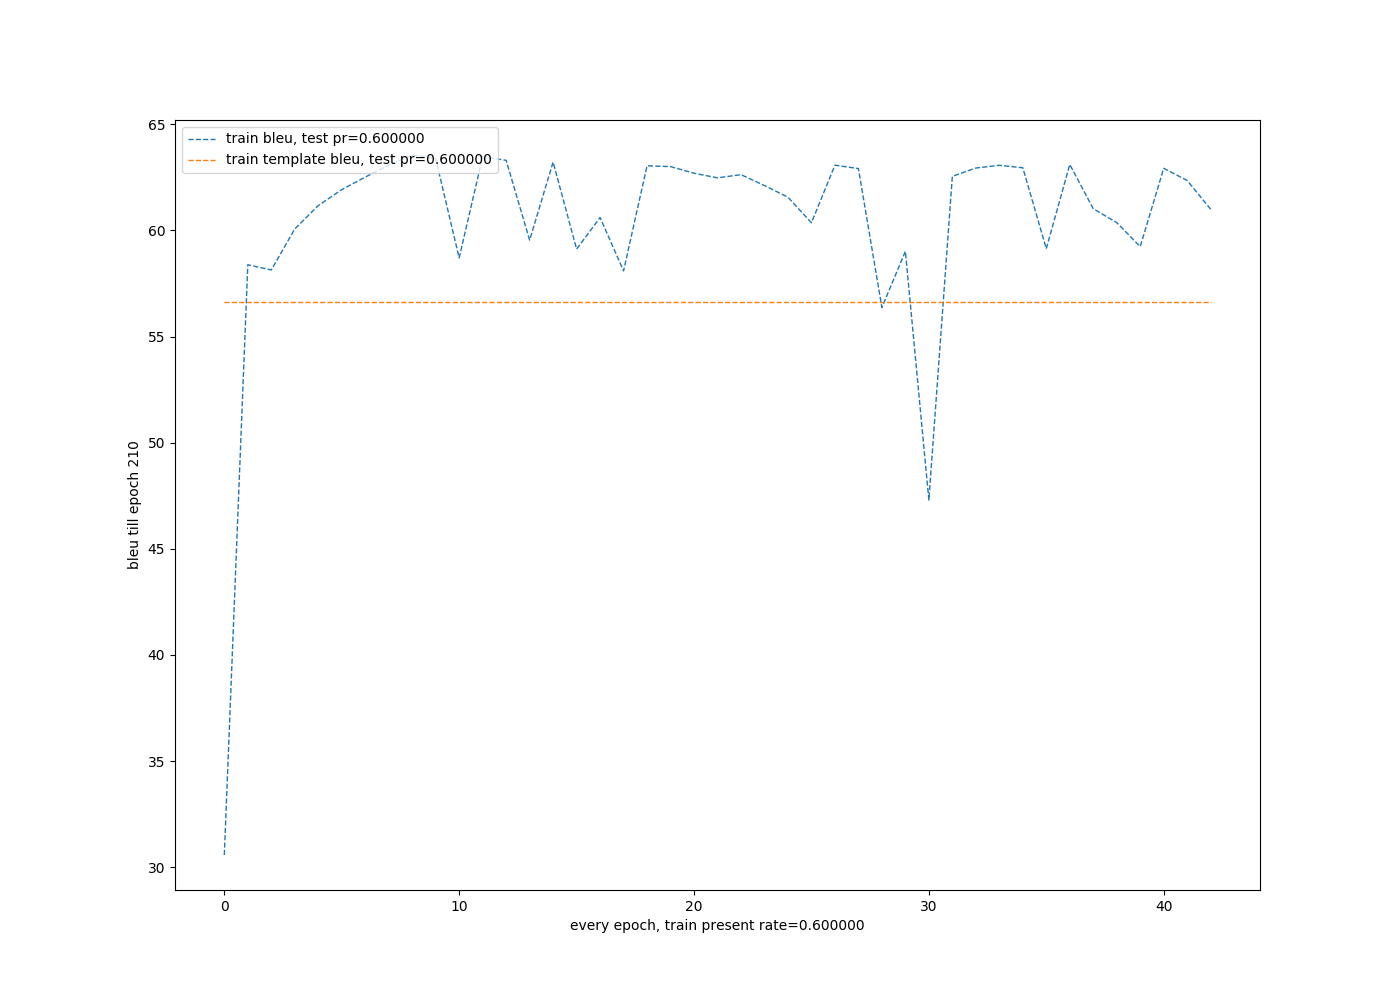 train bleu, test pr=0.600000
train template bleu, test pr=0.600000
65
60
55
50
45
40
35
30
bleu till epoch 210
0 10 20 30 40
every epoch, train present rate=0.600000